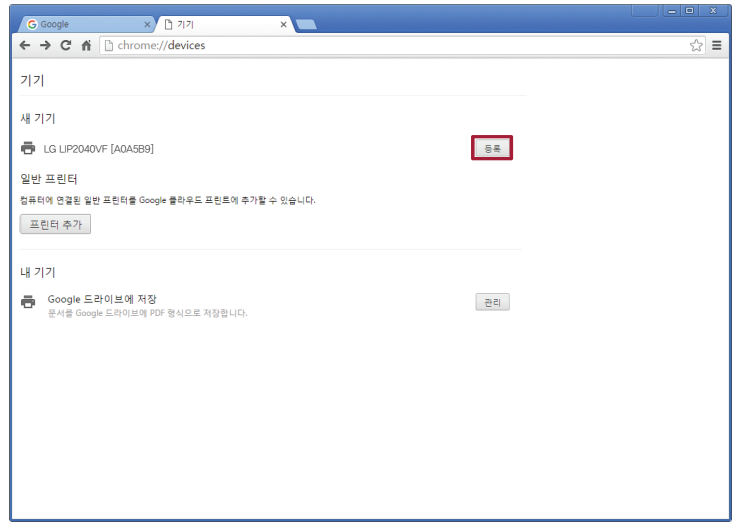 Google
기기
chrome://devices
기기
새 기기
LG LIP2040VF [A0A5B9]
등록
일반 프린터
컴퓨터에 연결된 일반 프린터를 Google 클라우드 프린트에 추가할 수 있습니다.
프린터 추가
내 기기
Google 드라이브에 저장
문서를 Google 드라이브에 PDF 형식으로 저장합니다.
관리